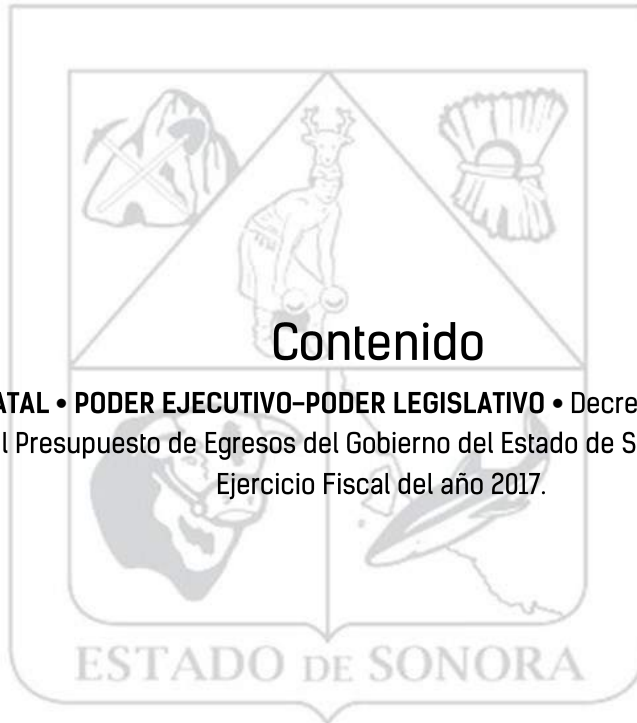 Contenido
ATAL • PODER EJECUTIVO-PODER LEGISLATIVO • Decre
l Presupuesto de Egresos del Gobierno del Estado de S
Ejercicio Fiscal del año 2017.
ESTADO DE SONORA